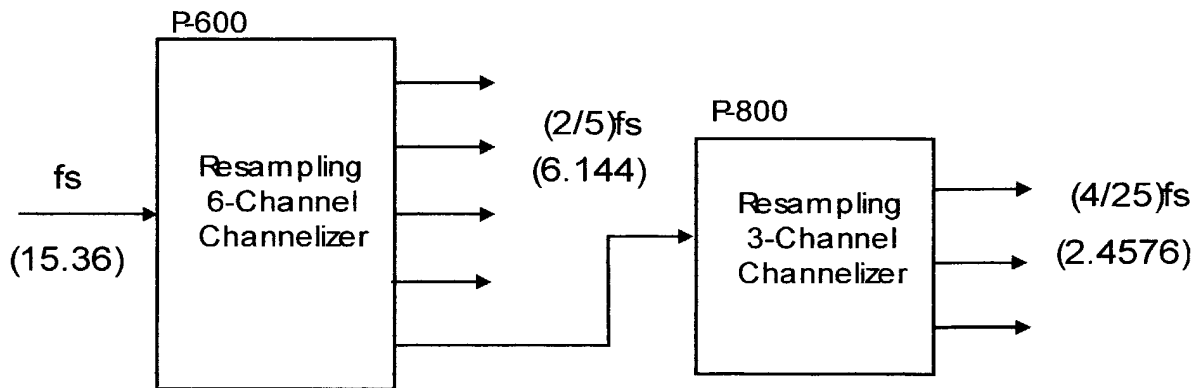 P-600
fs
(15.36)
Resampling
6-Channel
Channelizer
(2/5)fs
(6.144)
P-800
Resampling
3-Channel
Channelizer
(4/25)fs
(2.4576)